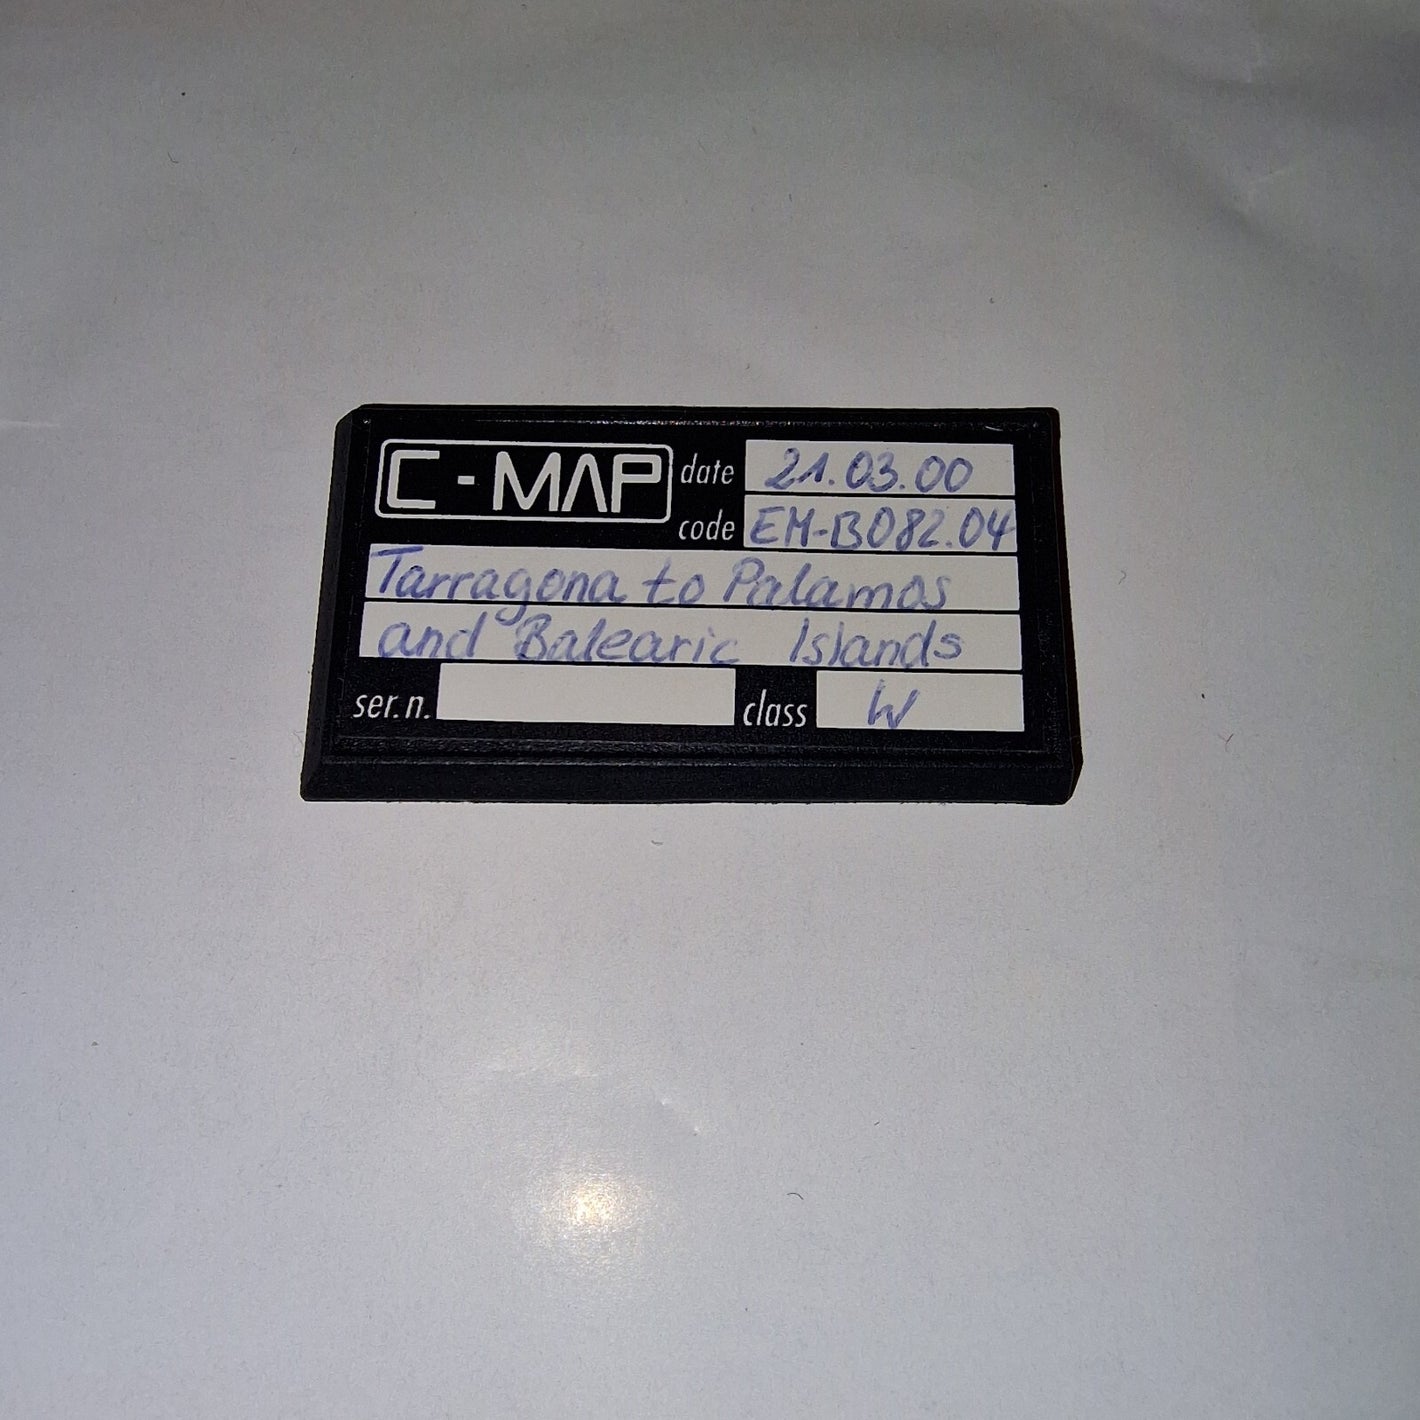 C-MAP date 21.03.00
code EM-B082.04
Tarragona to Palamos
and Balearic Islands
ser.n. class W